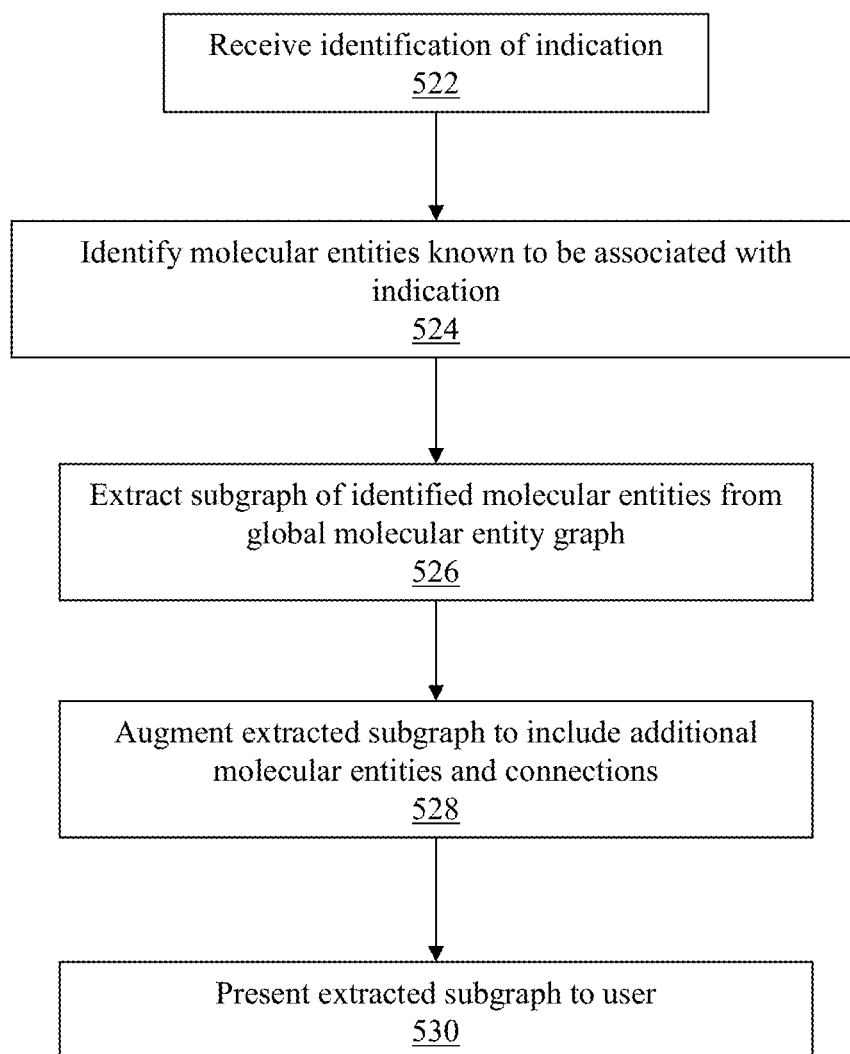 Receive identification of indication
522
Identify molecular entities known to be associated with
indication
524
Extract subgraph of identified molecular entities from
global molecular entity graph
526
Augment extracted subgraph to include additional
molecular entities and connections
528
Present extracted subgraph to user
530